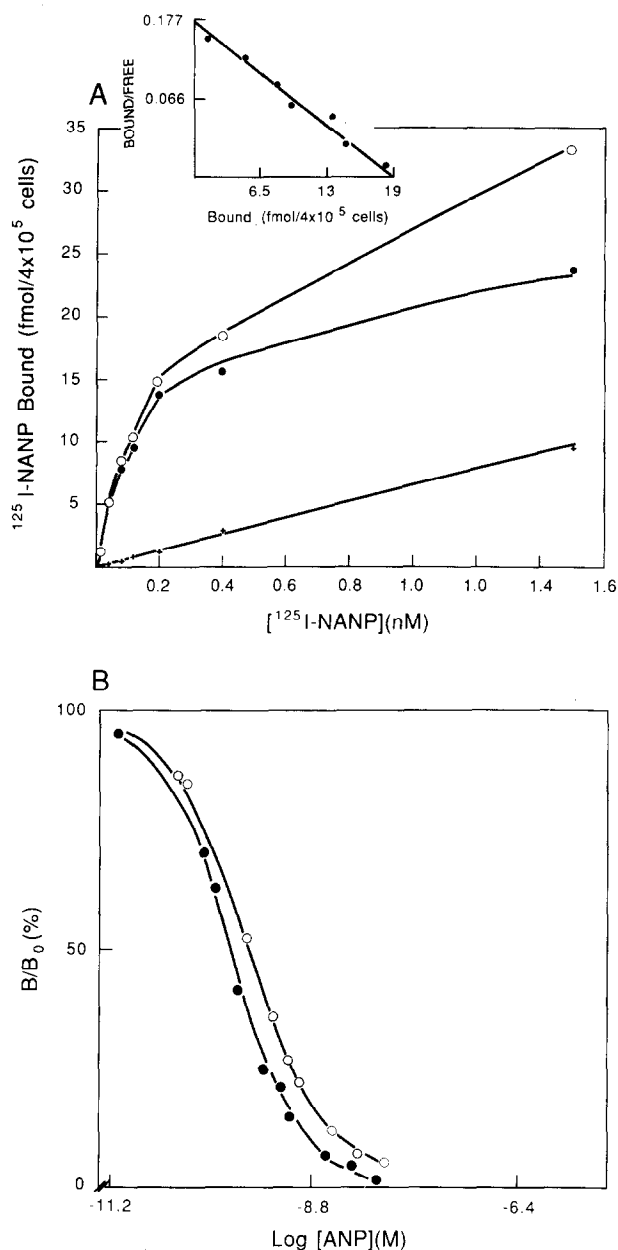 A
0.177
0.066
BOUND/FREE
6.5 13 19
Bound (fmol/4x10⁵ cells)
35
30
25
20
15
10
5
¹²⁵I-NANP Bound (fmol/4x10⁵ cells)
0.2 0.4 0.6 0.8 1.0 1.2 1.4 1.6
[¹²⁵I-NANP](nM)
B
100
50
0
B/B₀(%)
-11.2 -8.8 -6.4
Log [ANP](M)